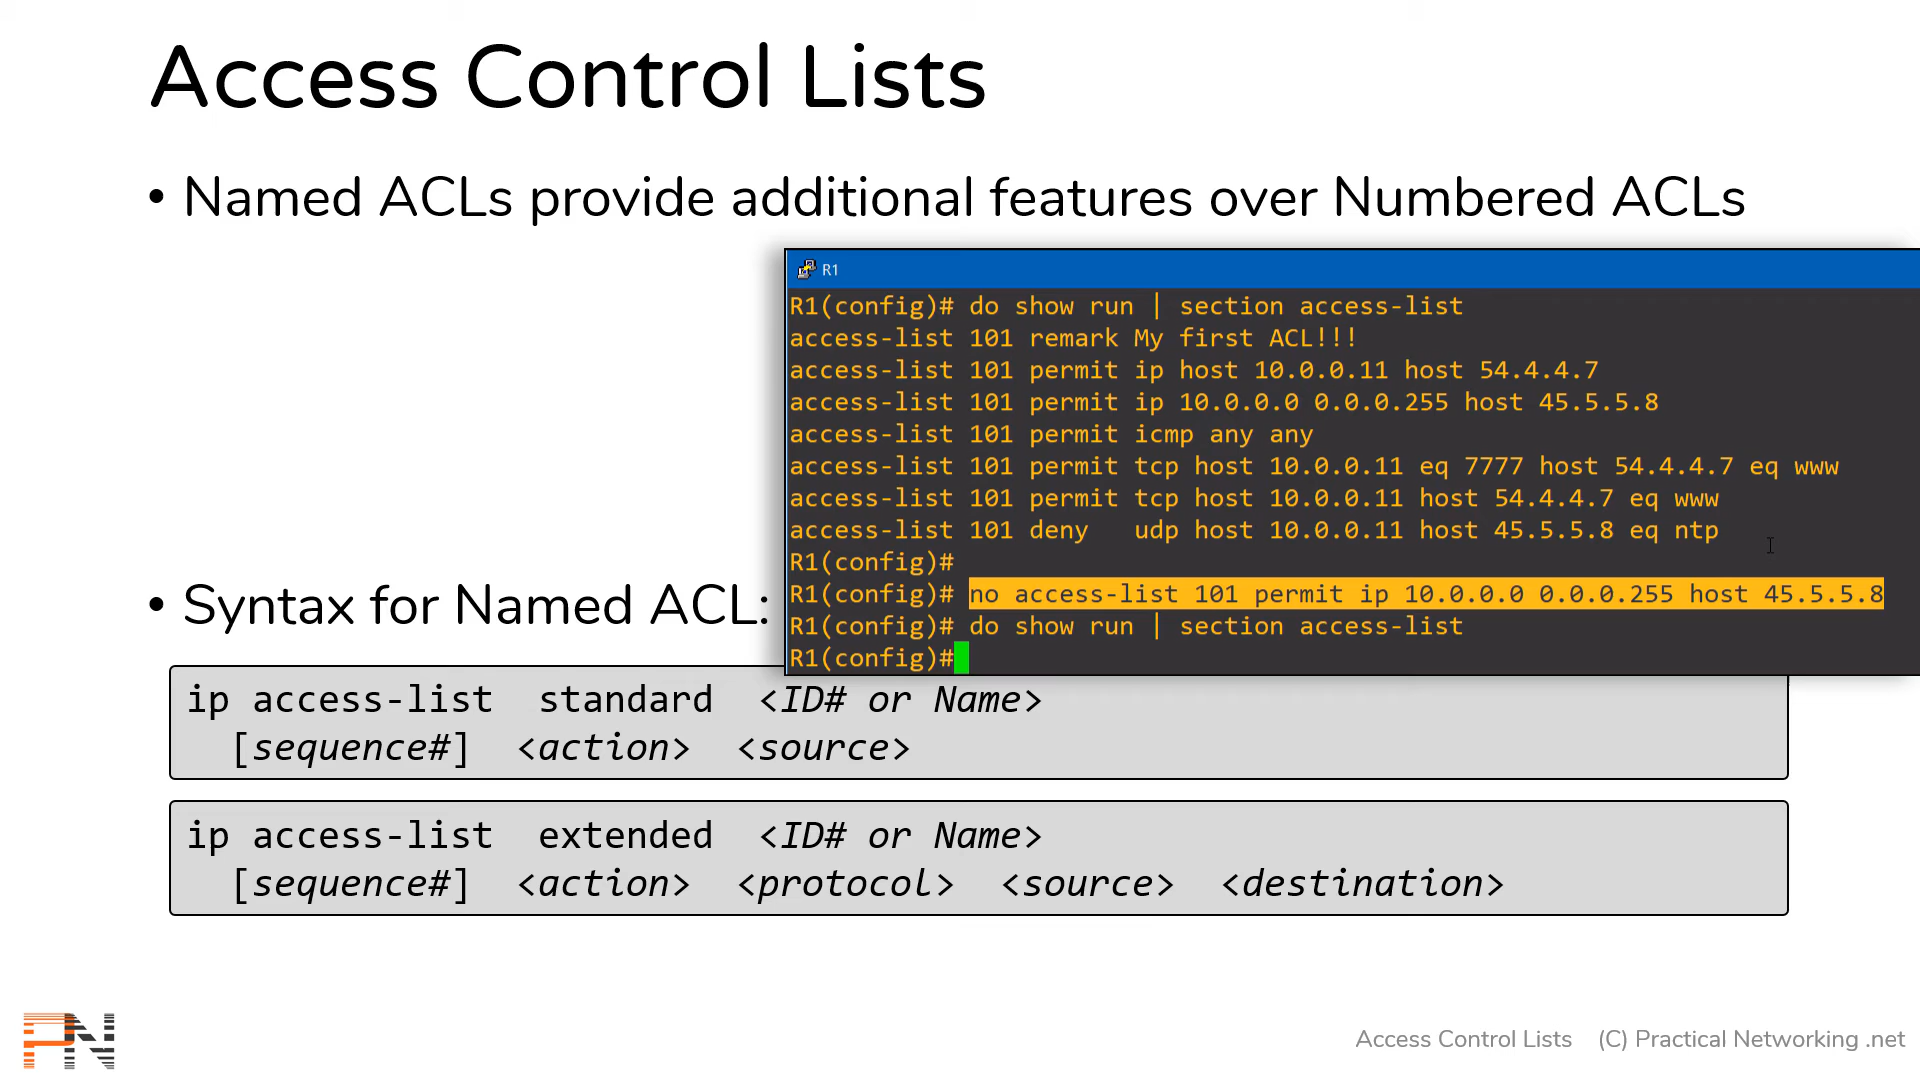 Access Control Lists
• Named ACLs provide additional features over Numbered ACLs
R1
R1(config)# do show run | section access-list
access-list 101 remark My first ACL!!!
access-list 101 permit ip host 10.0.0.11 host 54.4.4.7
access-list 101 permit ip 10.0.0.0 0.0.0.255 host 45.5.5.8
access-list 101 permit icmp any any
access-list 101 permit tcp host 10.0.0.11 eq 7777 host 54.4.4.7 eq www
access-list 101 permit tcp host 10.0.0.11 host 54.4.4.7 eq www
access-list 101 deny   udp host 10.0.0.11 host 45.5.5.8 eq ntp
R1(config)#
R1(config)# no access-list 101 permit ip 10.0.0.0 0.0.0.255 host 45.5.5.8
R1(config)# do show run | section access-list
R1(config)#
• Syntax for Named ACL:
ip access-list  standard  <ID# or Name>
  [sequence#]  <action>  <source>
ip access-list  extended  <ID# or Name>
  [sequence#]  <action>  <protocol>  <source>  <destination>
PN
Access Control Lists    (C) Practical Networking .net